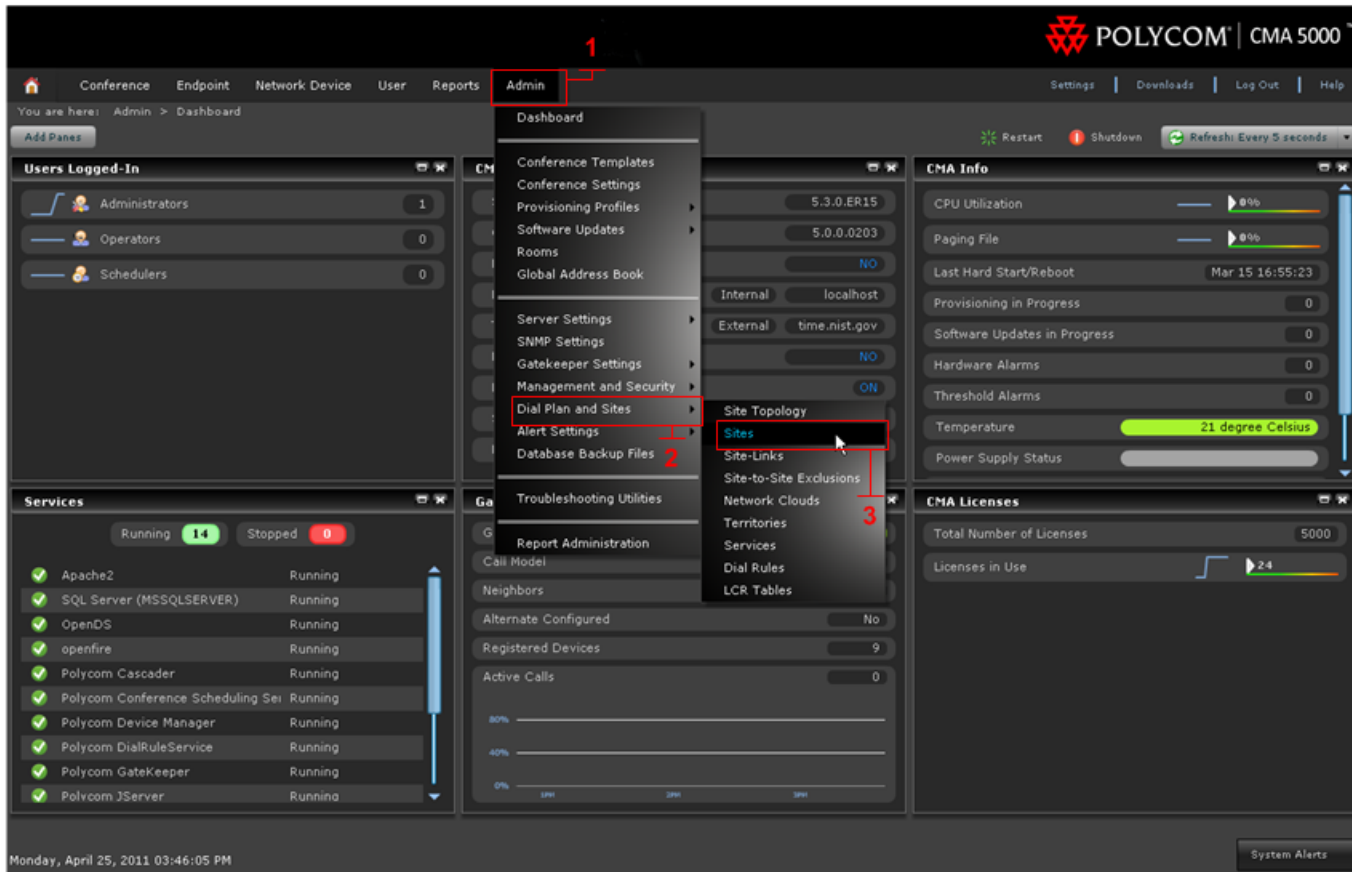 POLYCOM® | CMA 5000™
1
Conference Endpoint Network Device User Reports Admin
Settings | Downloads | Log Out | Help
You are here: Admin > Dashboard
Add Panes
Restart Shutdown Refresh: Every 5 seconds
Dashboard
Conference Templates
Conference Settings
Provisioning Profiles
Software Updates
Rooms
Global Address Book
Server Settings
SNMP Settings
Gatekeeper Settings
Management and Security
Dial Plan and Sites
Alert Settings
Database Backup Files
Troubleshooting Utilities
Report Administration
2
Site Topology
Sites
Site-Links
Site-to-Site Exclusions
Network Clouds
Territories
Services
Dial Rules
LCR Tables
3
Users Logged-In
Administrators 1
Operators 0
Schedulers 0
CM
5.3.0.ER15
5.0.0.0203
NO
Internal localhost
External time.nist.gov
NO
ON
CMA Info
CPU Utilization 0%
Paging File 0%
Last Hard Start/Reboot Mar 15 16:55:23
Provisioning in Progress 0
Software Updates in Progress 0
Hardware Alarms 0
Threshold Alarms 0
Temperature 21 degree Celsius
Power Supply Status
Services
Running 14 Stopped 0
Apache2 Running
SQL Server (MSSQLSERVER) Running
OpenDS Running
openfire Running
Polycom Cascader Running
Polycom Conference Scheduling Ser Running
Polycom Device Manager Running
Polycom DialRuleService Running
Polycom GateKeeper Running
Polycom JServer Running
Ga
G
Call Model
Neighbors
Alternate Configured No
Registered Devices 9
Active Calls 0
80%
40%
0%
1PM 2PM 3PM
CMA Licenses
Total Number of Licenses 5000
Licenses in Use 24
Monday, April 25, 2011 03:46:05 PM
System Alerts